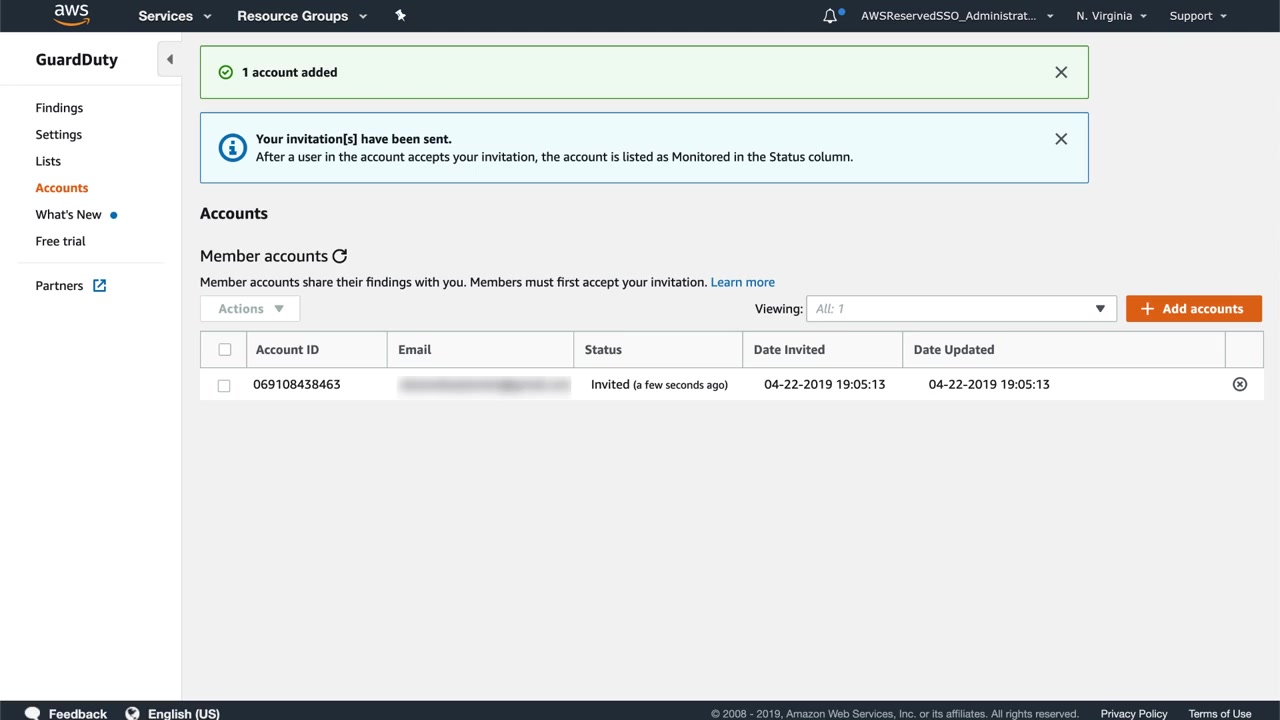 aws
Services
Resource Groups
AWSReservedSSO_Administrat...
N. Virginia
Support
GuardDuty
Findings
Settings
Lists
Accounts
What's New
Free trial
Partners
1 account added
Your invitation[s] have been sent.
After a user in the account accepts your invitation, the account is listed as Monitored in the Status column.
Accounts
Member accounts
Member accounts share their findings with you. Members must first accept your invitation. Learn more
Actions
Viewing: All: 1
Add accounts
Account ID Email Status Date Invited Date Updated
069108438463 Invited (a few seconds ago) 04-22-2019 19:05:13 04-22-2019 19:05:13
Feedback
English (US)
© 2008 - 2019, Amazon Web Services, Inc. or its affiliates. All rights reserved.
Privacy Policy
Terms of Use